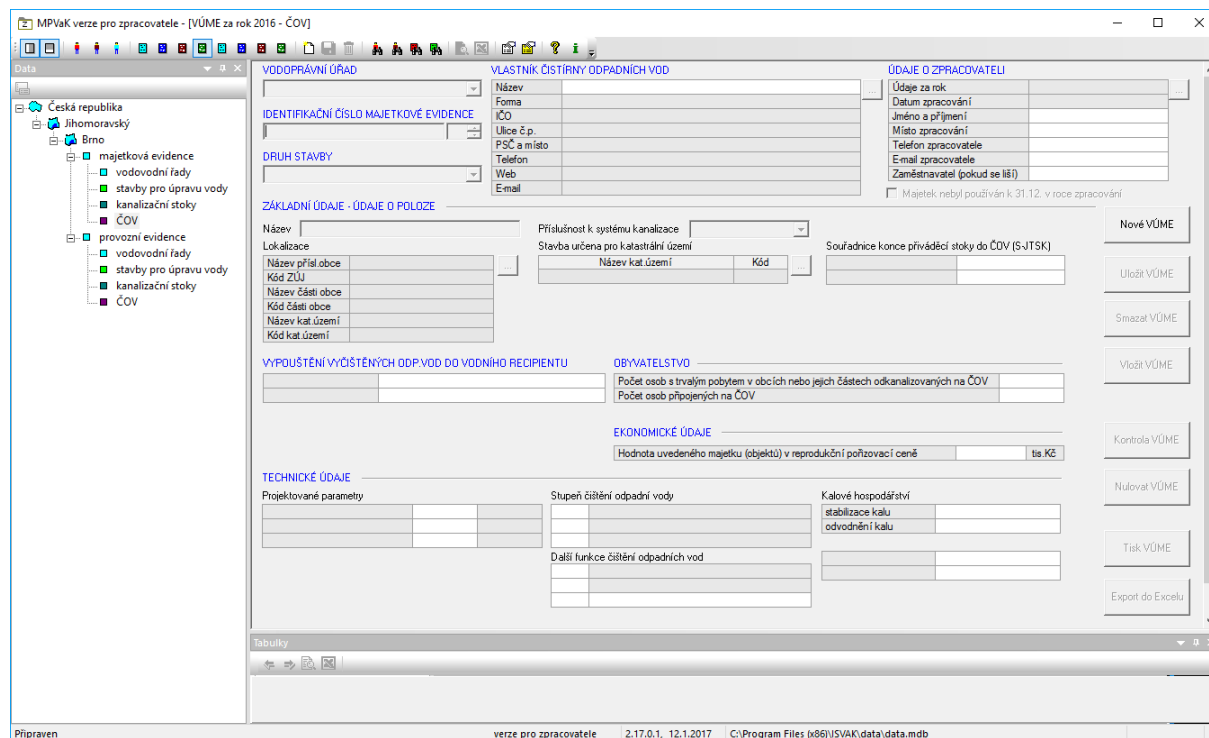 MPVaK verze pro zpracovatele - [VÚME za rok 2016 - ČOV]
Data
Česká republika
Jihomoravský
Brno
majetková evidence
vodovodní řady
stavby pro úpravu vody
kanalizační stoky
ČOV
provozní evidence
vodovodní řady
stavby pro úpravu vody
kanalizační stoky
ČOV
VODOPRÁVNÍ ÚŘAD
IDENTIFIKAČNÍ ČÍSLO MAJETKOVÉ EVIDENCE
DRUH STAVBY
VLASTNÍK ČISTÍRNY ODPADNÍCH VOD
Název
...
Forma
IČO
Ulice č.p.
PSČ a místo
Telefon
Web
E-mail
ÚDAJE O ZPRACOVATELI
Údaje za rok
...
Datum zpracování
Jméno a příjmení
Místo zpracování
Telefon zpracovatele
E-mail zpracovatele
Zaměstnavatel (pokud se liší)
Majetek nebyl používán k 31.12. v roce zpracování
ZÁKLADNÍ ÚDAJE - ÚDAJE O POLOZE
Název
Příslušnost k systému kanalizace
Lokalizace
Název přísl.obce
...
Kód ZÚJ
Název části obce
Kód části obce
Název kat.území
Kód kat.území
Stavba určena pro katastrální území
Název kat.území Kód
...
Souřadnice konce přiváděcí stoky do ČOV (S-JTSK)
VYPOUŠTĚNÍ VYČIŠTĚNÝCH ODP.VOD DO VODNÍHO RECIPIENTU
OBYVATELSTVO
Počet osob s trvalým pobytem v obcích nebo jejich částech odkanalizovaných na ČOV
Počet osob připojených na ČOV
EKONOMICKÉ ÚDAJE
Hodnota uvedeného majetku (objektů) v reprodukční pořizovací ceně tis.Kč
TECHNICKÉ ÚDAJE
Projektované parametry
Stupeň čištění odpadní vody
Další funkce čištění odpadních vod
Kalové hospodářství
stabilizace kalu
odvodnění kalu
Nové VÚME
Uložit VÚME
Smazat VÚME
Vložit VÚME
Kontrola VÚME
Nulovat VÚME
Tisk VÚME
Export do Excelu
Tabulky
Připraven
verze pro zpracovatele
2.17.0.1, 12.1.2017
C:\Program Files (x86)\ISVAK\data\data.mdb